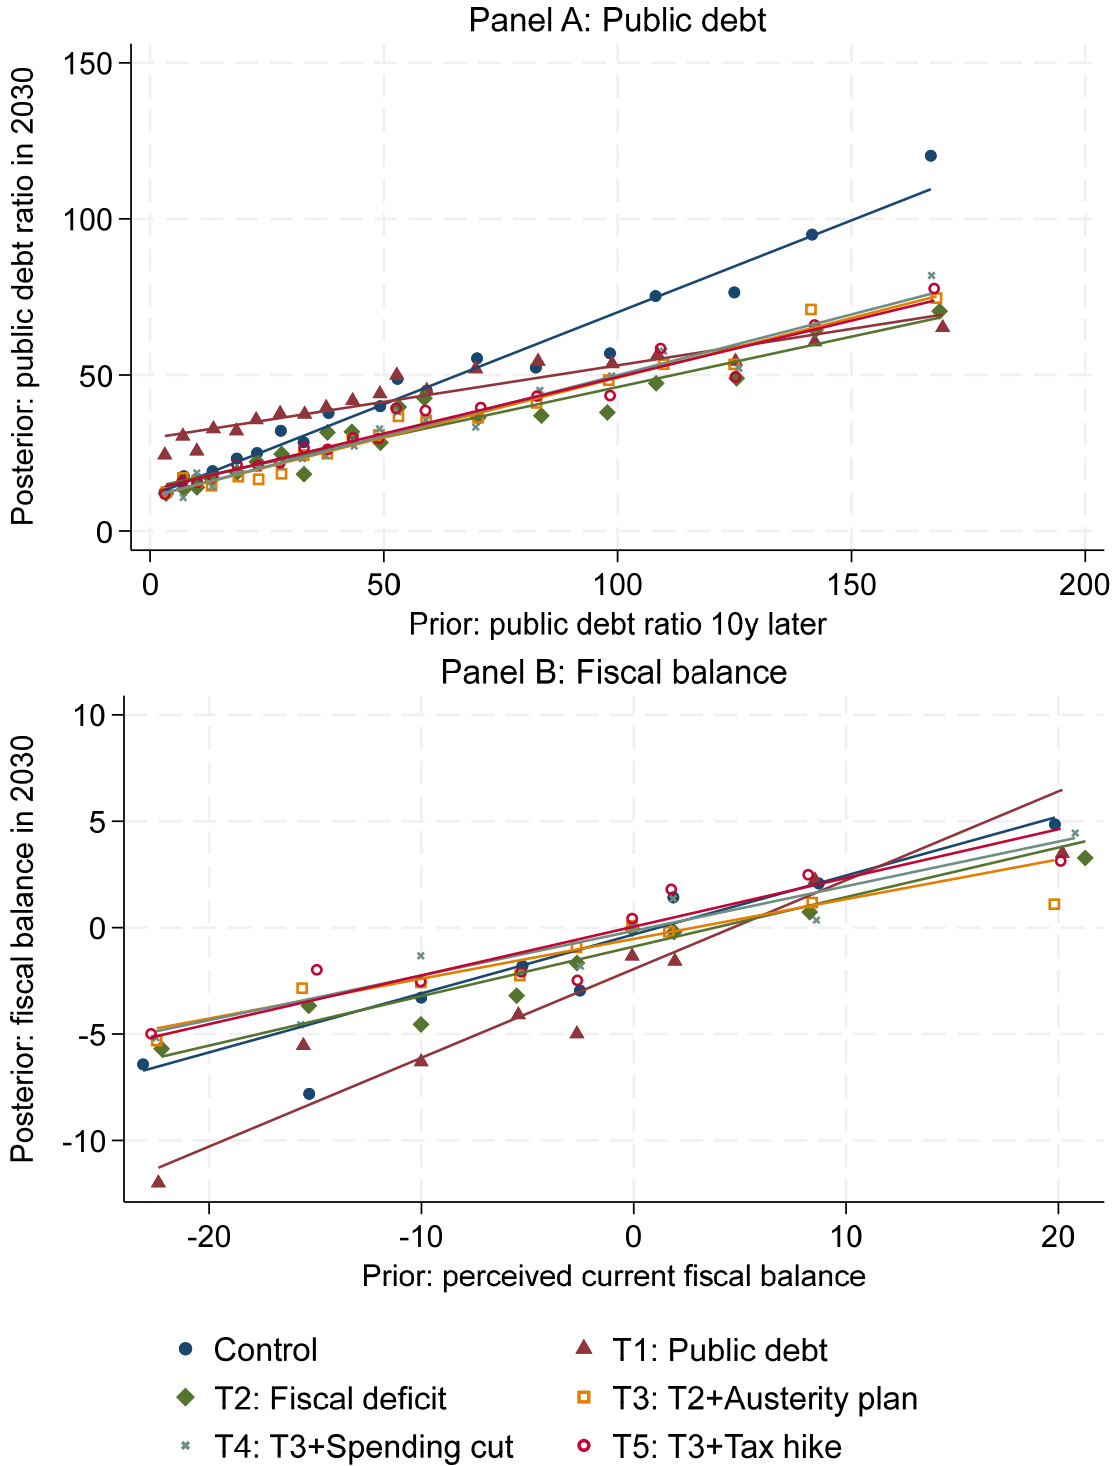 Panel A: Public debt
Posterior: public debt ratio in 2030
150
100
50
0
0 50 100 150 200
Prior: public debt ratio 10y later
Panel B: Fiscal balance
Posterior: fiscal balance in 2030
10
5
0
-5
-10
-20 -10 0 10 20
Prior: perceived current fiscal balance
Control T1: Public debt
T2: Fiscal deficit T3: T2+Austerity plan
T4: T3+Spending cut T5: T3+Tax hike